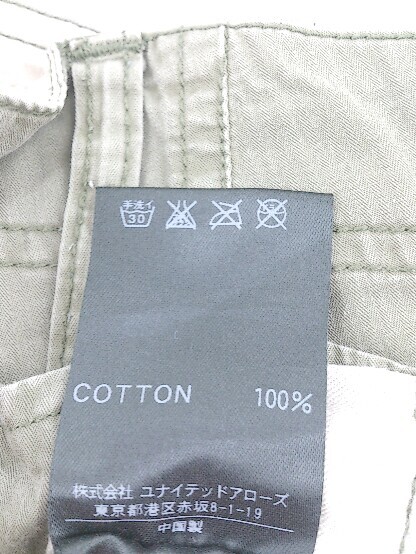 手洗イ
30
COTTON 100%
株式会社 ユナイテッドアローズ
東京都港区赤坂8-1-19
中国製